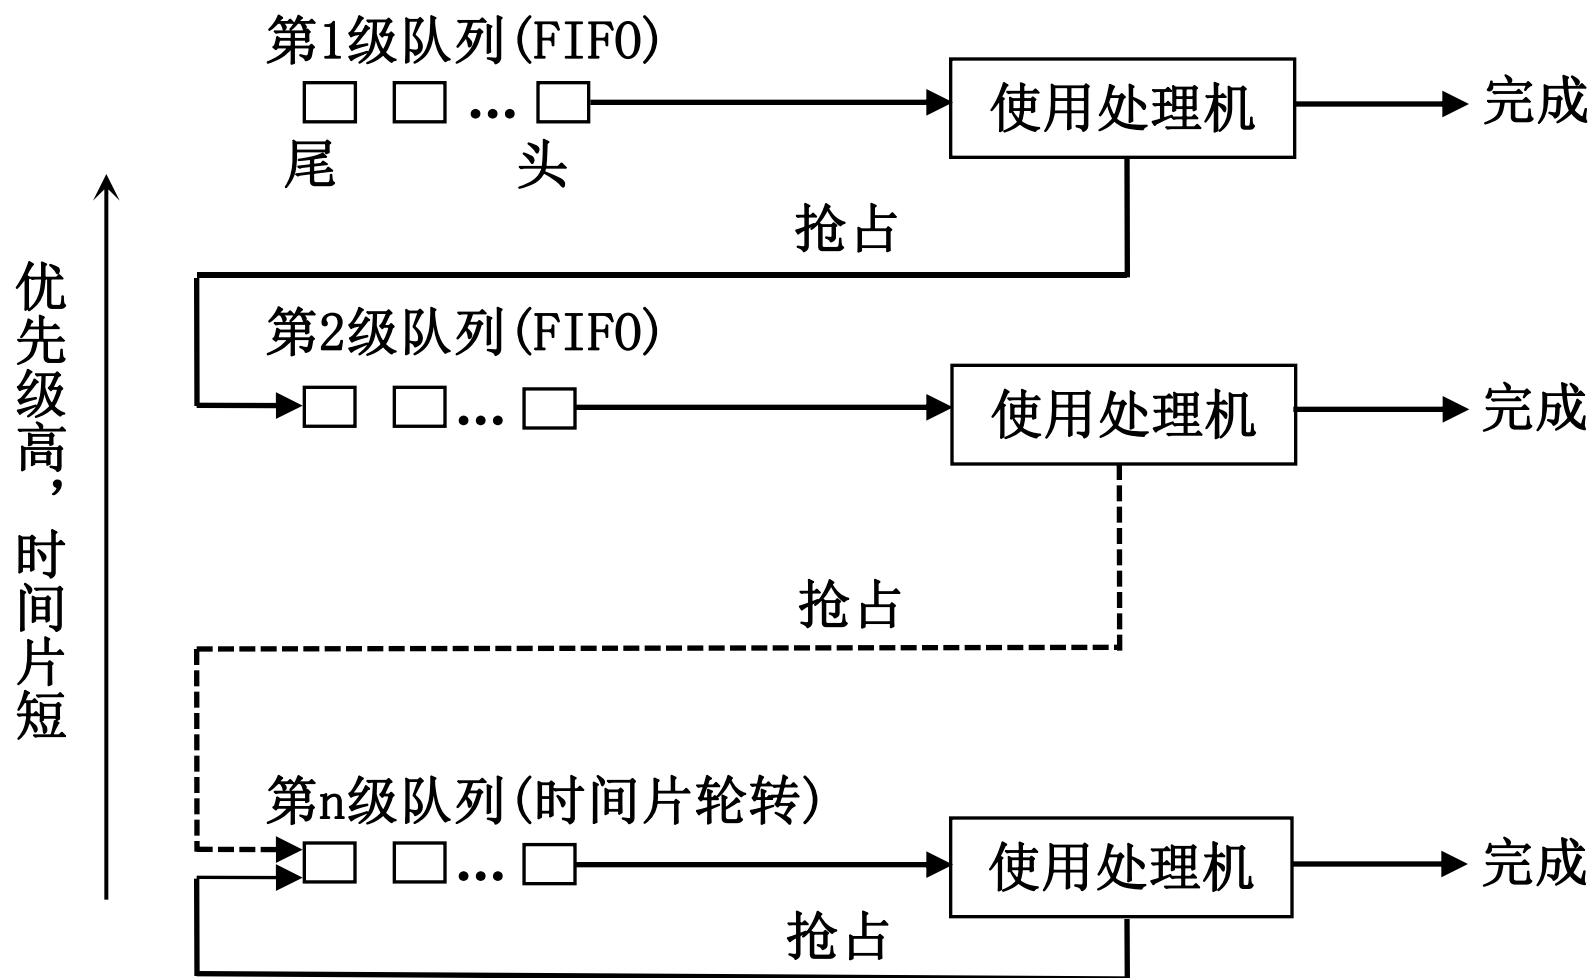 第1级队列(FIFO)
使用处理机
完成
尾
头
抢占
优先级高，时间片短
第2级队列(FIFO)
使用处理机
完成
抢占
第n级队列(时间片轮转)
使用处理机
完成
抢占